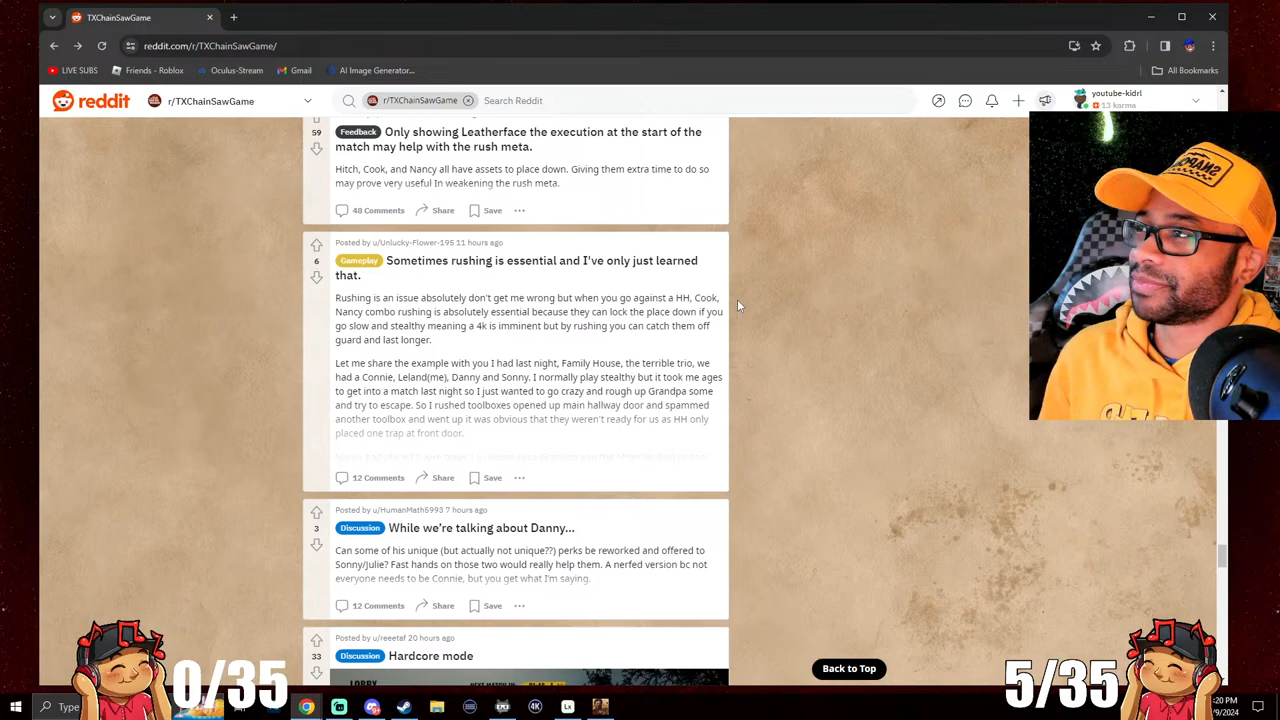 TXChainSawGame
reddit.com/r/TXChainSawGame/
LIVE SUBS
Friends - Roblox
Oculus-Stream
Gmail
AI Image Generator...
All Bookmarks
reddit
r/TXChainSawGame
r/TXChainSawGame
Search Reddit
youtube-kidrl
13 karma
59
Feedback Only showing Leatherface the execution at the start of the
match may help with the rush meta.
Hitch, Cook, and Nancy all have assets to place down. Giving them extra time to do so
may prove very useful In weakening the rush meta.
48 Comments Share Save
Posted by u/Unlucky-Flower-195 11 hours ago
6
Gameplay Sometimes rushing is essential and I've only just learned
that.
Rushing is an issue absolutely don't get me wrong but when you go against a HH, Cook,
Nancy combo rushing is absolutely essential because they can lock the place down if you
go slow and stealthy meaning a 4k is imminent but by rushing you can catch them off
guard and last longer.
Let me share the example with you I had last night, Family House, the terrible trio, we
had a Connie, Leland(me), Danny and Sonny. I normally play stealthy but it took me ages
to get into a match last night so I just wanted to go crazy and rough up Grandpa some
and try to escape. So I rushed toolboxes opened up main hallway door and spammed
another toolbox and went up it was obvious that they weren't ready for us as HH only
placed one trap at front door.
12 Comments Share Save
Posted by u/HumanMath5993 7 hours ago
3
Discussion While we're talking about Danny...
Can some of his unique (but actually not unique??) perks be reworked and offered to
Sonny/Julie? Fast hands on those two would really help them. A nerfed version bc not
everyone needs to be Connie, but you get what I'm saying.
12 Comments Share Save
Posted by u/reeetaf 20 hours ago
33
Discussion Hardcore mode
LOBBY
Back to Top
0/35
5/35
Type
:20 PM
/9/2024